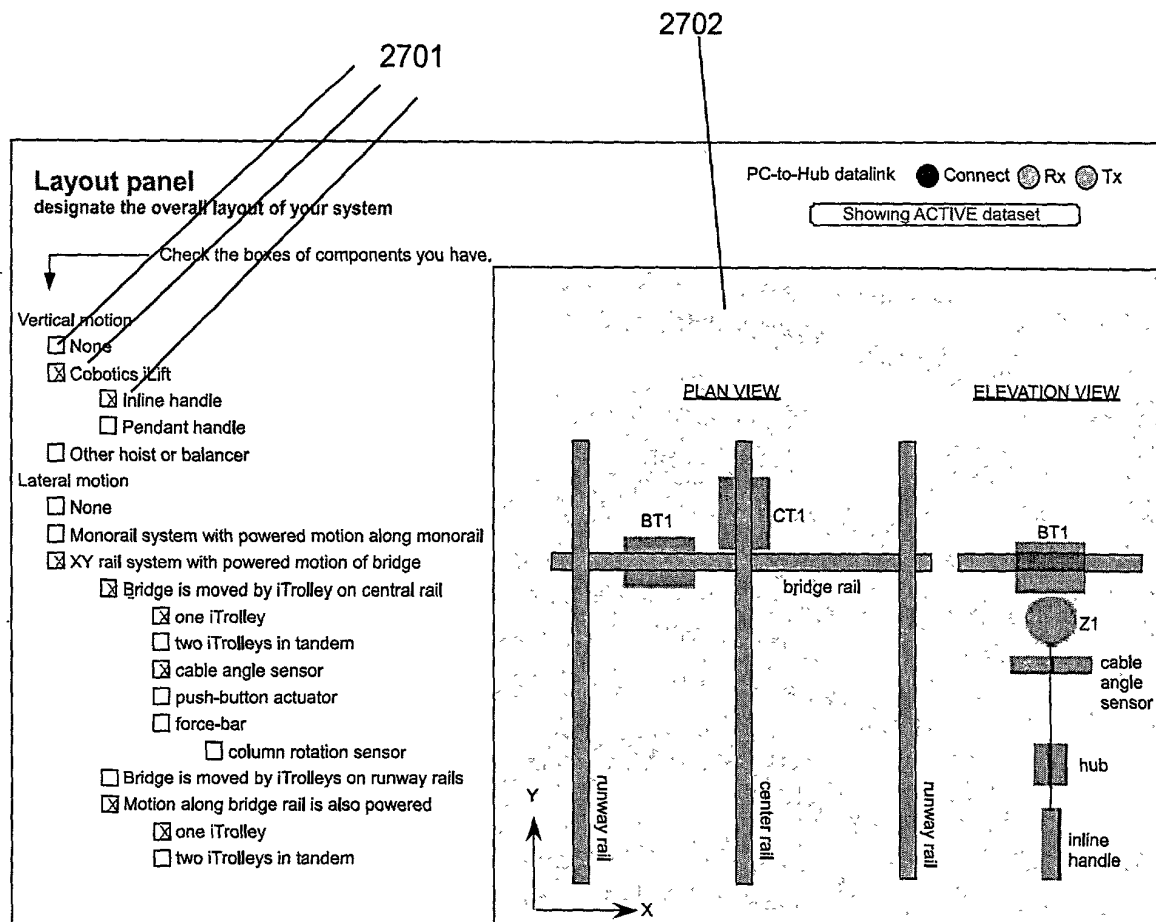 2702
2701
Layout panel
designate the overall layout of your system
PC-to-Hub datalink Connect Rx Tx
Showing ACTIVE dataset
Check the boxes of components you have.
Vertical motion
None
Cobotics iLift
Inline handle
Pendant handle
Other hoist or balancer
Lateral motion
None
Monorail system with powered motion along monorail
XY rail system with powered motion of bridge
Bridge is moved by iTrolley on central rail
one iTrolley
two iTrolleys in tandem
cable angle sensor
push-button actuator
force-bar
column rotation sensor
Bridge is moved by iTrolleys on runway rails
Motion along bridge rail is also powered
one iTrolley
two iTrolleys in tandem
PLAN VIEW
BT1
CT1
bridge rail
runway rail
center rail
runway rail
Y
X
ELEVATION VIEW
BT1
Z1
cable
angle
sensor
hub
inline
handle